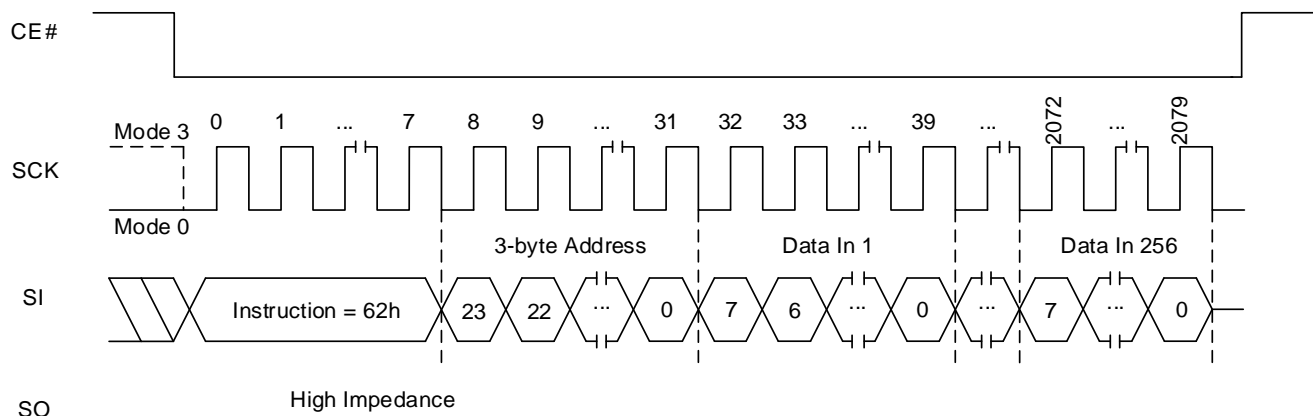 CE#
Mode 3
0 1 ... 7 8 9 ... 31 32 33 ... 39 ... 2072 ... 2079
SCK
Mode 0
3-byte Address Data In 1 Data In 256
SI Instruction = 62h 23 22 ... 0 7 6 ... 0 ... 7 ... 0
High Impedance
SO